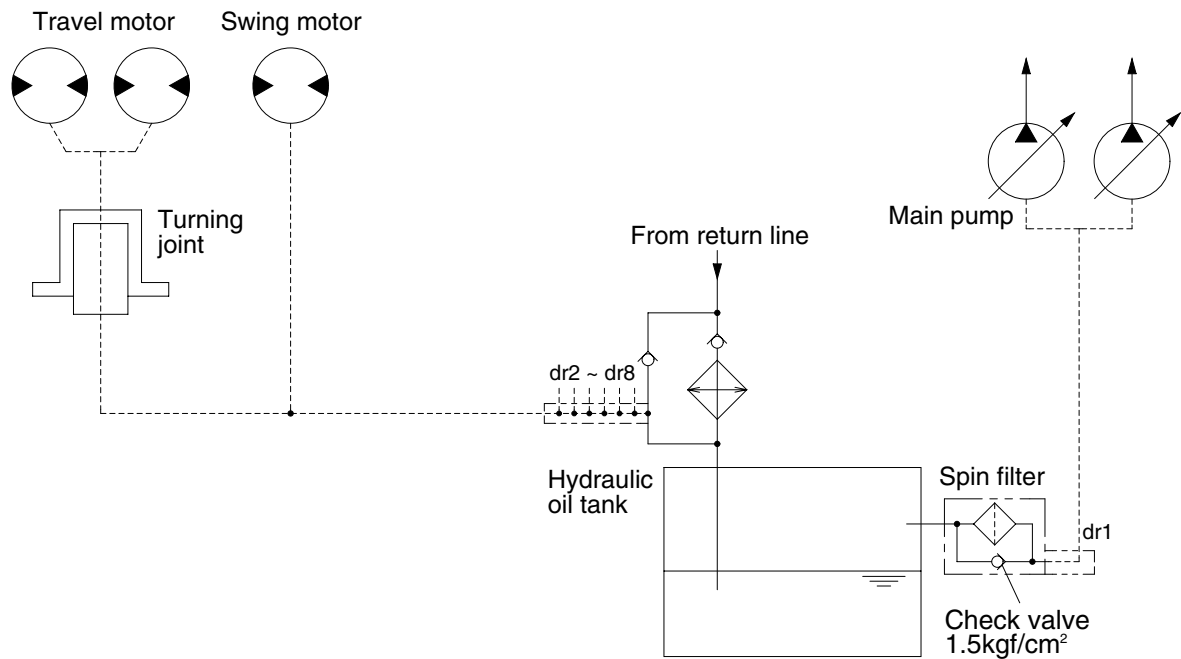 Travel motor
Swing motor
Turning
joint
Main pump
From return line
dr2 ~ dr8
Hydraulic
oil tank
Spin filter
dr1
Check valve
1.5kgf/cm²